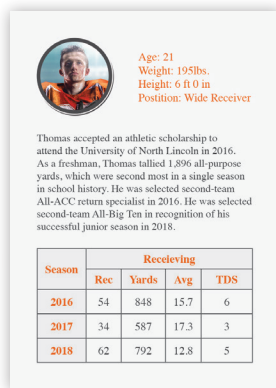 Age: 21
Weight: 195lbs.
Height: 6 ft 0 in
Postition: Wide Receiver
Thomas accepted an athletic scholarship to
attend the University of North Lincoln in 2016.
As a freshman, Thomas tallied 1,896 all-purpose
yards, which were second most in a single season
in school history. He was selected second-team
All-ACC return specialist in 2016. He was selected
second-team All-Big Ten in recognition of his
successful junior season in 2018.
Season Receieving
Rec Yards Avg TDS
2016 54 848 15.7 6
2017 34 587 17.3 3
2018 62 792 12.8 5